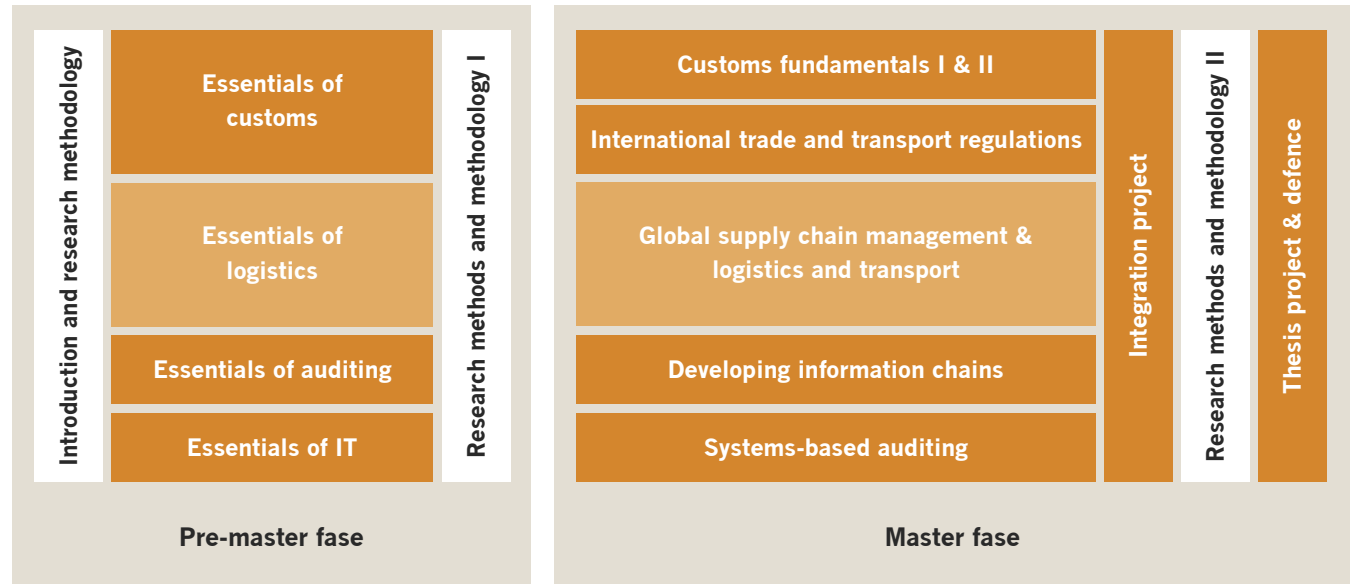 Introduction and research methodology
Essentials of
customs
Essentials of
logistics
Essentials of auditing
Essentials of IT
Research methods and methodology I
Pre-master fase
Customs fundamentals I & II
International trade and transport regulations
Global supply chain management &
logistics and transport
Developing information chains
Systems-based auditing
Integration project
Research methods and methodology II
Thesis project & defence
Master fase